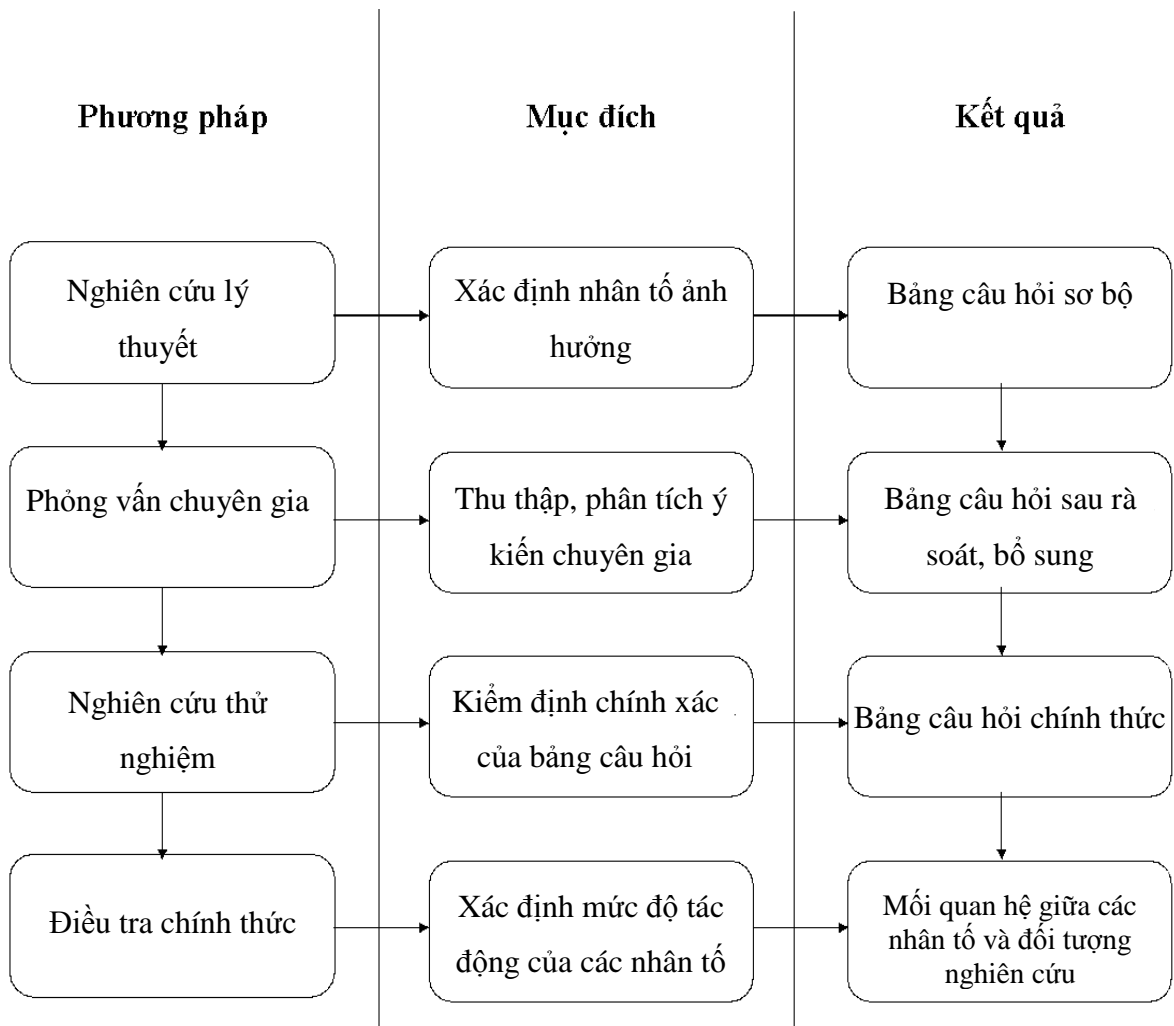 Phương pháp
Mục đích
Kết quả
Nghiên cứu lý
thuyết
Xác định nhân tố ảnh
hưởng
Bảng câu hỏi sơ bộ
Phỏng vấn chuyên gia
Thu thập, phân tích ý
kiến chuyên gia
Bảng câu hỏi sau rà
soát, bổ sung
Nghiên cứu thử
nghiệm
Kiểm định chính xác
của bảng câu hỏi
Bảng câu hỏi chính thức
Điều tra chính thức
Xác định mức độ tác
động của các nhân tố
Mối quan hệ giữa các
nhân tố và đối tượng
nghiên cứu